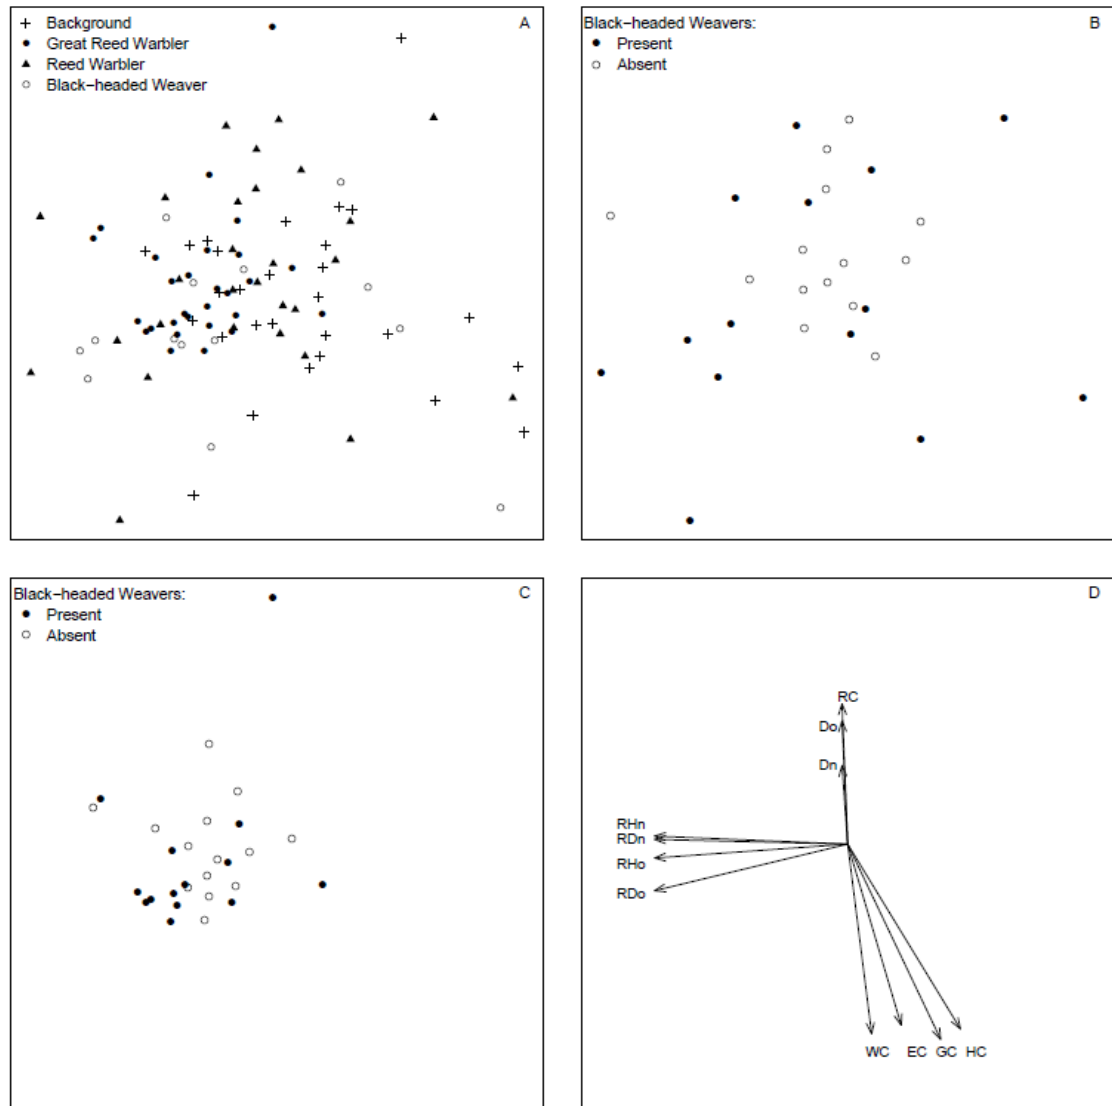 A
Background
Great Reed Warbler
Reed Warbler
Black−headed Weaver
B
Black−headed Weavers:
Present
Absent
C
Black−headed Weavers:
Present
Absent
D
RC
Do
Dn
RHn
RDn
RHo
RDo
WC EC GC HC